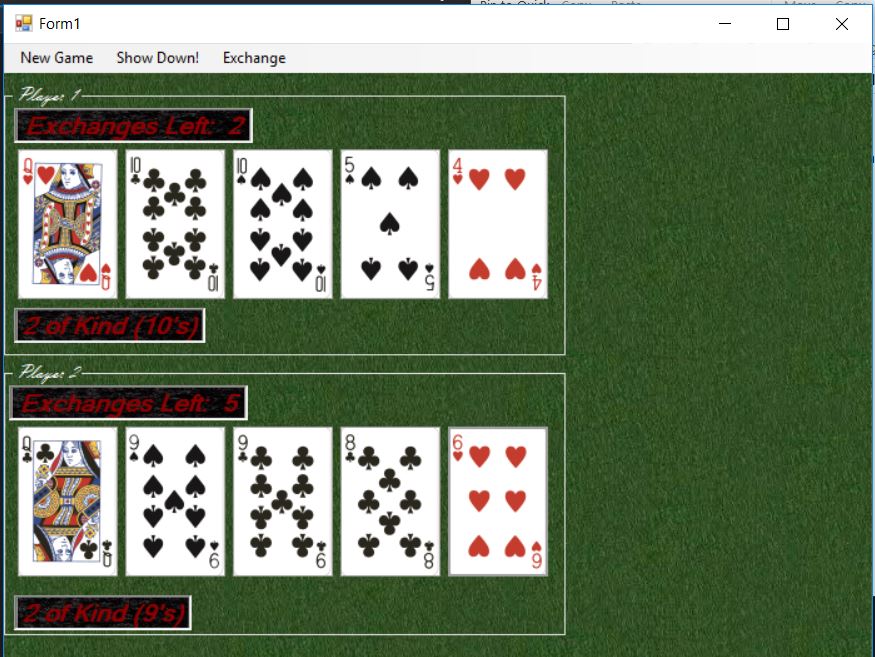 Form1
New Game Show Down! Exchange
Player 1
Exchanges Left: 2
Q 10 10 5 4
Q 10 10 5 4
2 of Kind (10's)
Player 2
Exchanges Left: 5
Q 9 9 8 6
Q 9 9 8 6
2 of Kind (9's)